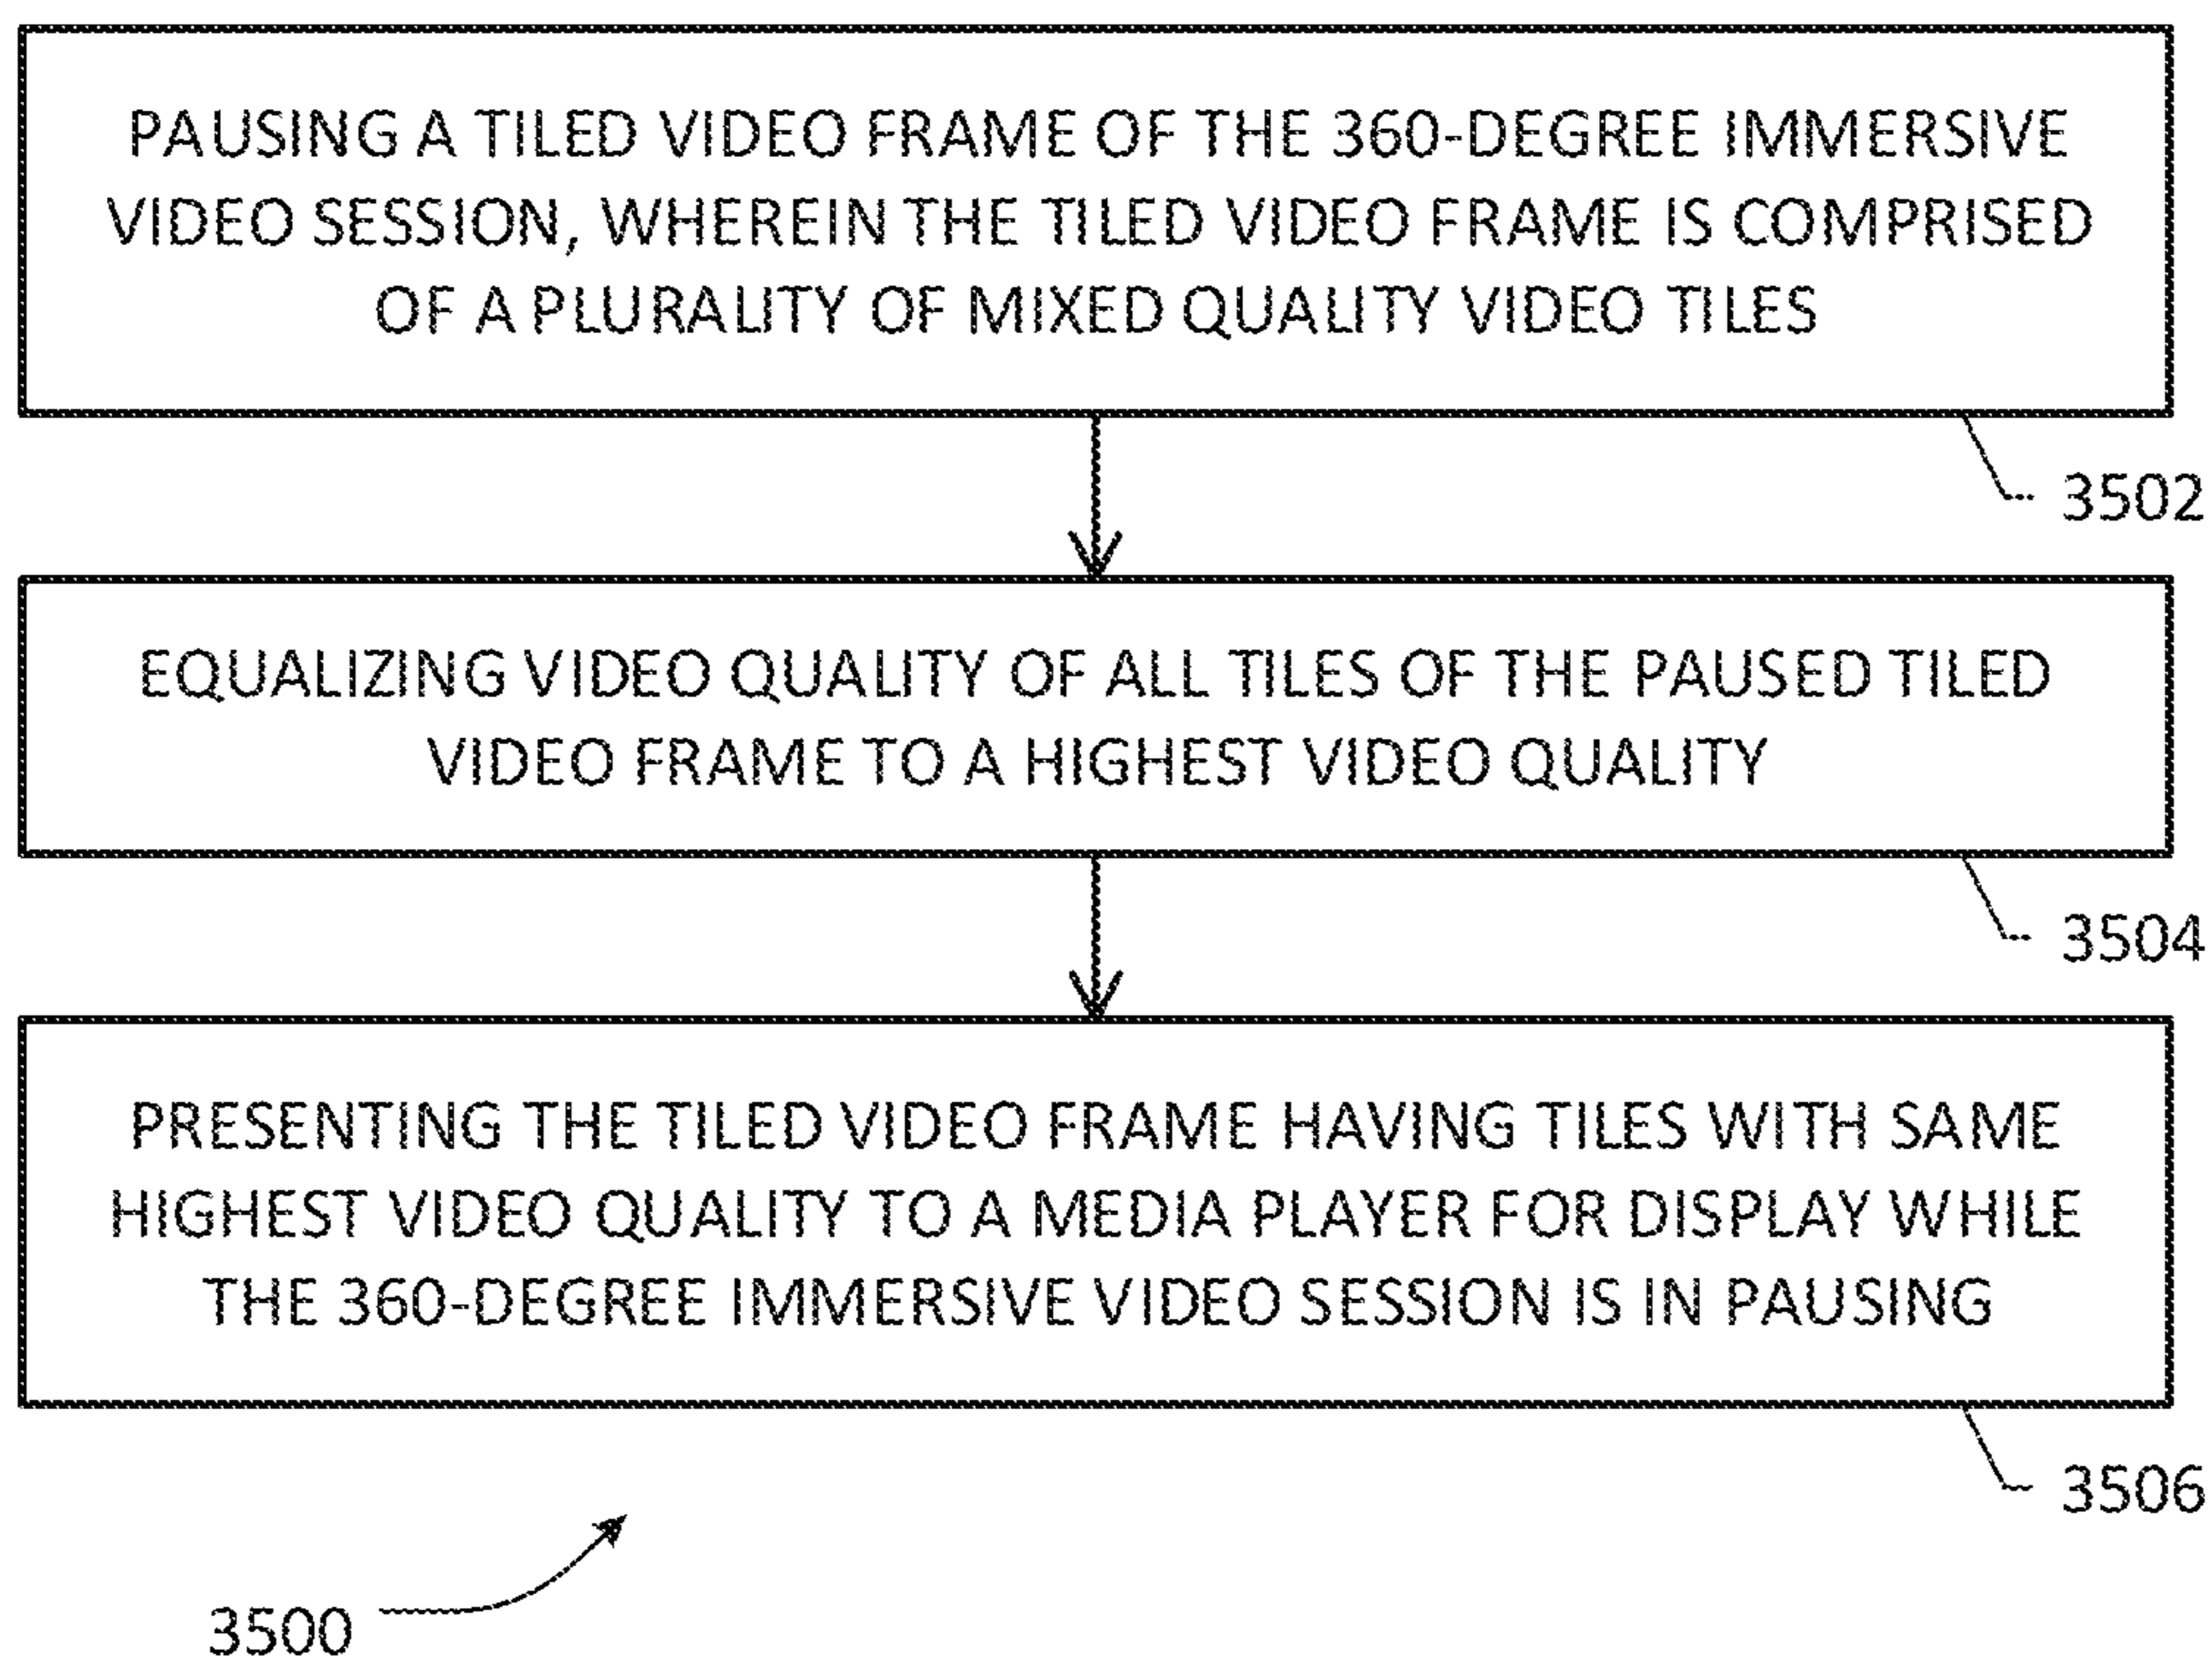 PAUSING A TILED VIDEO FRAME OF THE 360-DEGREE IMMERSIVE
VIDEO SESSION, WHEREIN THE TILED VIDEO FRAME IS COMPRISED
OF A PLURALITY OF MIXED QUALITY VIDEO TILES
3502
EQUALIZING VIDEO QUALITY OF ALL TILES OF THE PAUSED TILED
VIDEO FRAME TO A HIGHEST VIDEO QUALITY
3504
PRESENTING THE TILED VIDEO FRAME HAVING TILES WITH SAME
HIGHEST VIDEO QUALITY TO A MEDIA PLAYER FOR DISPLAY WHILE
THE 360-DEGREE IMMERSIVE VIDEO SESSION IS IN PAUSING
3506
3500